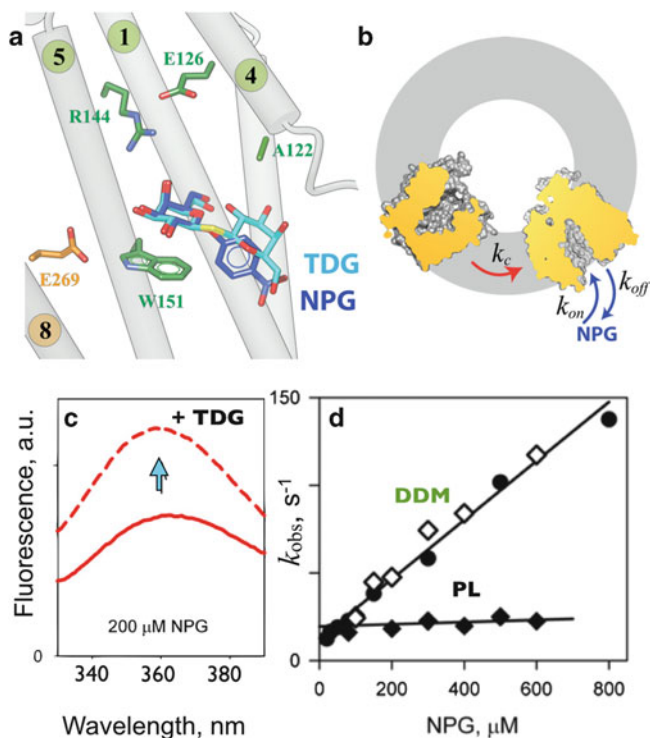 a
5
1
E126
4
R144
A122
E269
W151
TDG
NPG
8
b
k_c
k_on
k_off
NPG
c
+ TDG
Fluorescence, a.u.
200 μM NPG
0
340 360 380
Wavelength, nm
d
150
DDM
k_obs, s⁻¹
PL
0
0 200 400 600 800
NPG, μM